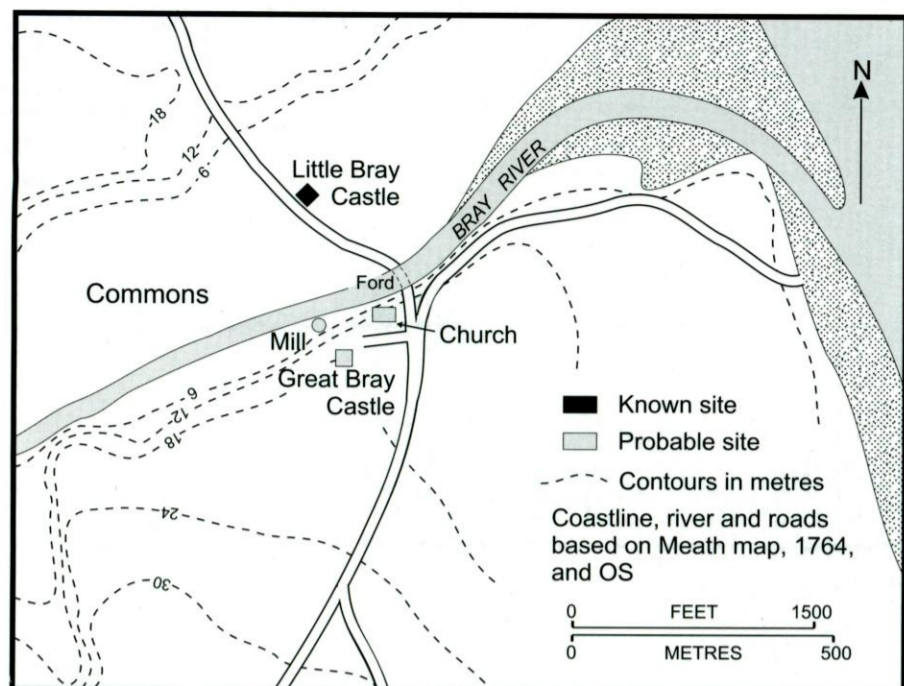 N
18
12
6
Little Bray
Castle
BRAY RIVER
Commons
Ford
Mill
Church
Great Bray
Castle
6
12
18
24
30
Known site
Probable site
Contours in metres
Coastline, river and roads
based on Meath map, 1764,
and OS
0 FEET 1500
0 METRES 500